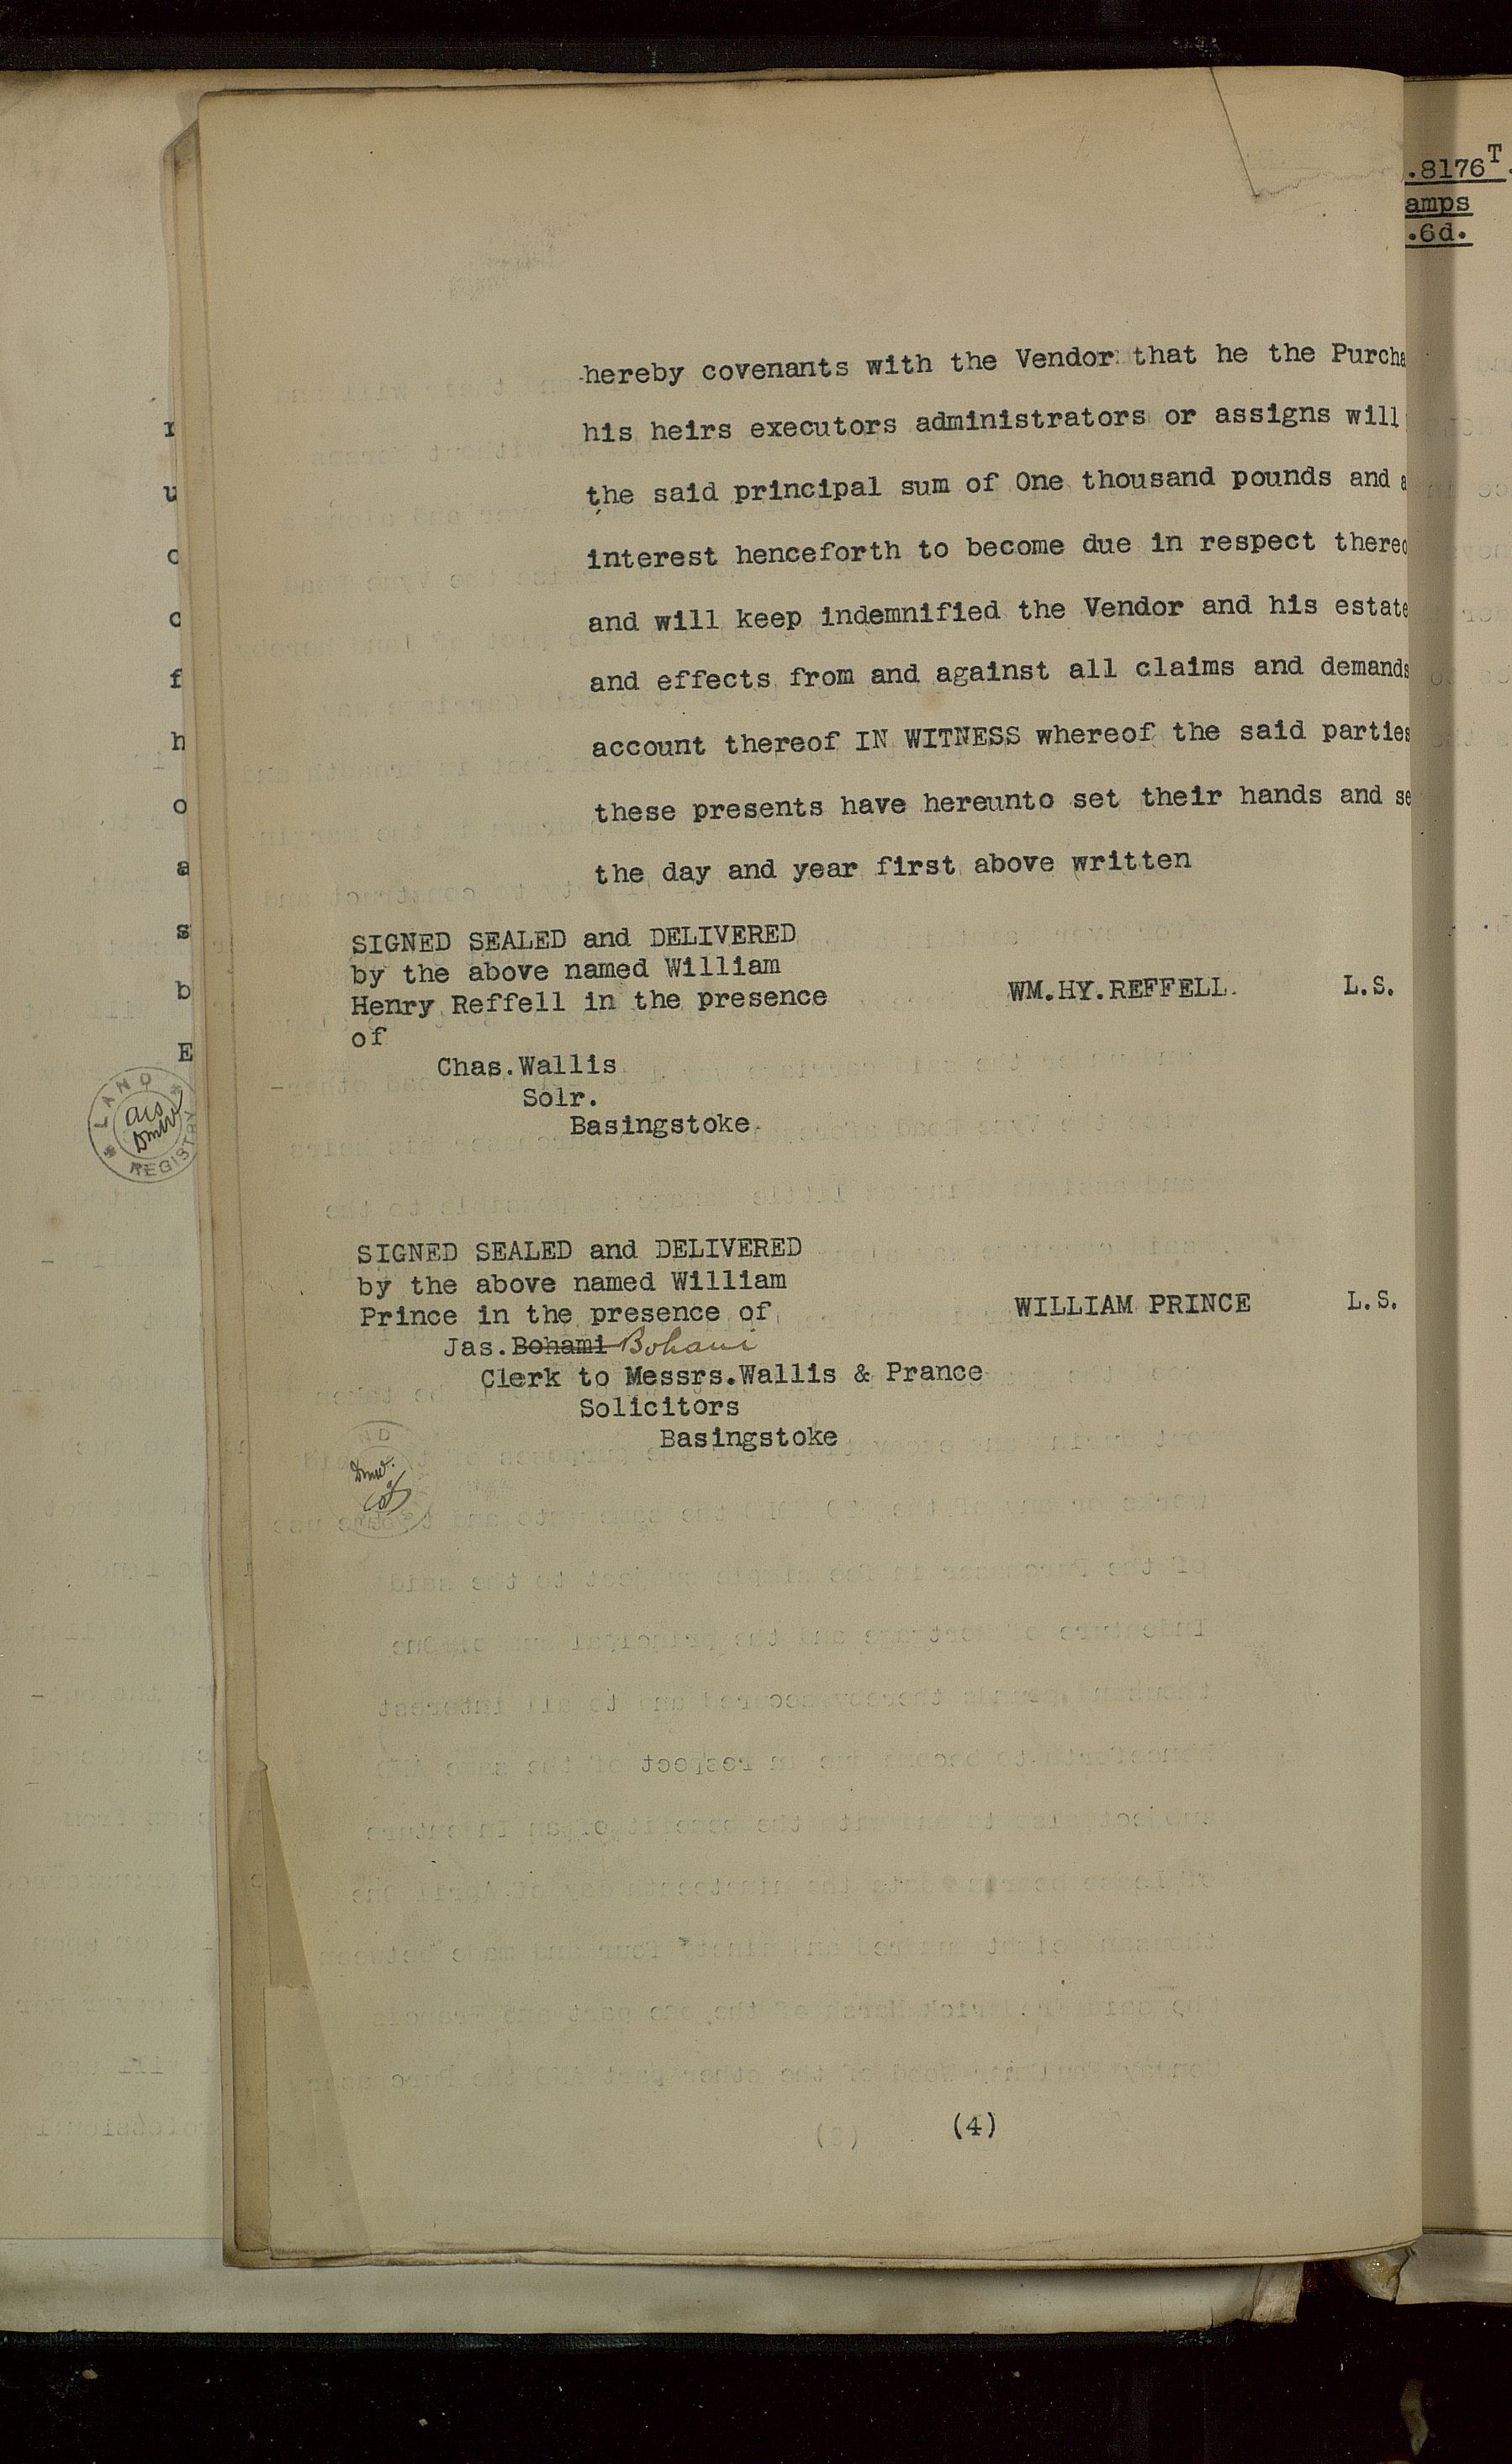 .8176T.
amps
.6d.
hereby covenants with the Vendor that he the Purcha
his heirs executors administrators or assigns will
the said principal sum of One thousand pounds and a
interest henceforth to become due in respect thereo
and will keep indemnified the Vendor and his estate
and effects from and against all claims and demands
account thereof IN WITNESS whereof the said parties
these presents have hereunto set their hands and se
the day and year first above written
SIGNED SEALED and DELIVERED
by the above named William
Henry Reffell in the presence
of
WM.HY.REFFELL. L.S.
Chas.Wallis
Solr.
Basingstoke.
LAND REGISTRY
SIGNED SEALED and DELIVERED
by the above named William
Prince in the presence of
WILLIAM PRINCE L.S.
Jas.Bohami Bohani
Clerk to Messrs.Wallis & Prance
Solicitors
Basingstoke
(4)